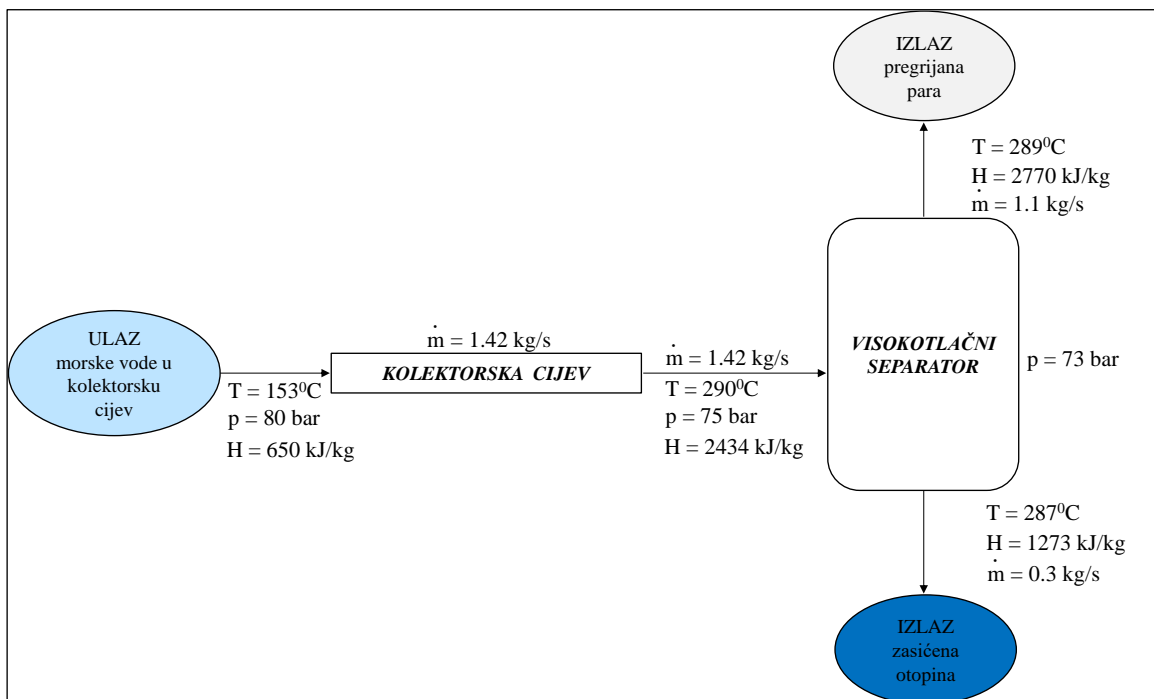 IZLAZ
pregrijana
para
T = 289⁰C
H = 2770 kJ/kg
ṁ = 1.1 kg/s
ULAZ
morske vode u
kolektorsku
cijev
T = 153⁰C
p = 80 bar
H = 650 kJ/kg
ṁ = 1.42 kg/s
KOLEKTORSKA CIJEV
ṁ = 1.42 kg/s
T = 290⁰C
p = 75 bar
H = 2434 kJ/kg
VISOKOTLAČNI
SEPARATOR
p = 73 bar
T = 287⁰C
H = 1273 kJ/kg
ṁ = 0.3 kg/s
IZLAZ
zasićena
otopina